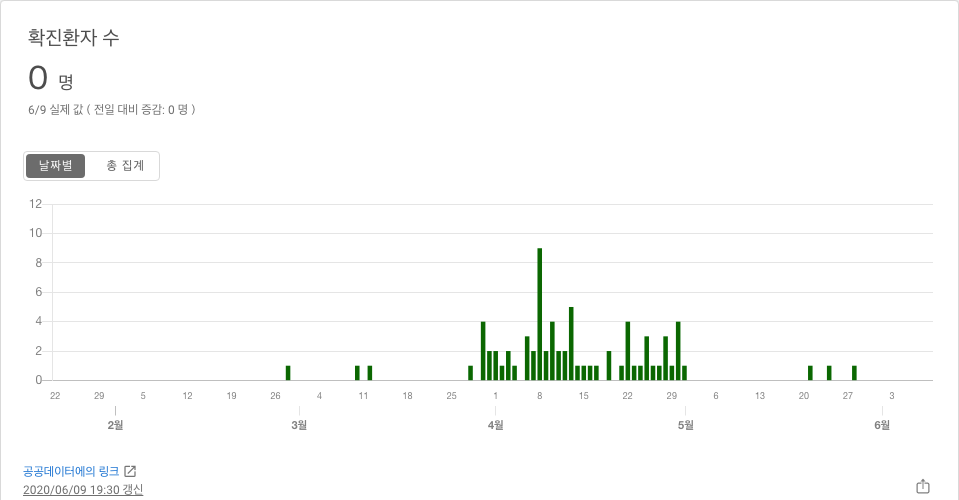 확진환자 수
0 명
6/9 실제 값 ( 전일 대비 증감: 0 명 )
날짜별 총 집계
12
10
8
6
4
2
0
22 29 5 12 19 26 4 11 18 25 1 8 15 22 29 6 13 20 27 3
2월 3월 4월 5월 6월
공공데이터에의 링크
2020/06/09 19:30 갱신